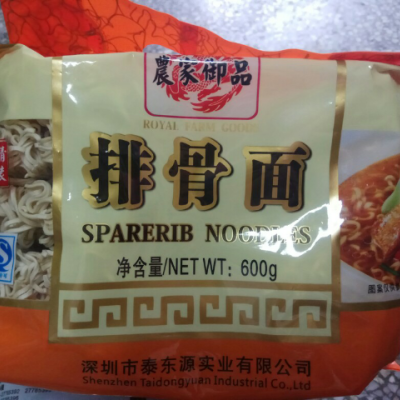 農家御品
ROYAL FARM GOODS
排骨面
SPARERIB NOODLES
净含量/NET WT: 600g
深圳市泰东源实业有限公司
Shenzhen Taidongyuan Industrial Co.,Ltd